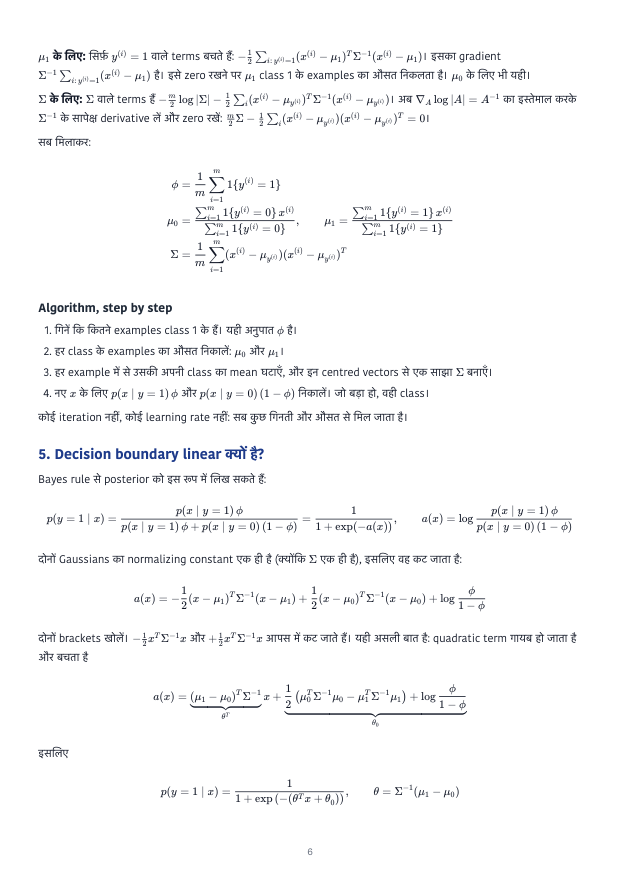 μ₁ के लिए: सिर्फ़ y⁽ⁱ⁾ = 1 वाले terms बचते हैं: −½ ∑_{i: y⁽ⁱ⁾=1}(x⁽ⁱ⁾ − μ₁)ᵀΣ⁻¹(x⁽ⁱ⁾ − μ₁)। इसका gradient
Σ⁻¹ ∑_{i: y⁽ⁱ⁾=1}(x⁽ⁱ⁾ − μ₁) है। इसे zero रखने पर μ₁ class 1 के examples का औसत निकलता है। μ₀ के लिए भी यही।
Σ के लिए: Σ वाले terms हैं −m/2 log |Σ| − ½ ∑ᵢ(x⁽ⁱ⁾ − μ_{y⁽ⁱ⁾})ᵀΣ⁻¹(x⁽ⁱ⁾ − μ_{y⁽ⁱ⁾})। अब ∇_A log |A| = A⁻¹ का इस्तेमाल करके
Σ⁻¹ के सापेक्ष derivative लें और zero रखें: m/2 Σ − ½ ∑ᵢ(x⁽ⁱ⁾ − μ_{y⁽ⁱ⁾})(x⁽ⁱ⁾ − μ_{y⁽ⁱ⁾})ᵀ = 0।
सब मिलाकर:
ϕ = 1/m ∑_{i=1}^{m} 1{y⁽ⁱ⁾ = 1}
μ₀ = ∑_{i=1}^{m} 1{y⁽ⁱ⁾ = 0} x⁽ⁱ⁾ / ∑_{i=1}^{m} 1{y⁽ⁱ⁾ = 0}, μ₁ = ∑_{i=1}^{m} 1{y⁽ⁱ⁾ = 1} x⁽ⁱ⁾ / ∑_{i=1}^{m} 1{y⁽ⁱ⁾ = 1}
Σ = 1/m ∑_{i=1}^{m} (x⁽ⁱ⁾ − μ_{y⁽ⁱ⁾})(x⁽ⁱ⁾ − μ_{y⁽ⁱ⁾})ᵀ
Algorithm, step by step
1. गिनें कि कितने examples class 1 के हैं। यही अनुपात ϕ है।
2. हर class के examples का औसत निकालें: μ₀ और μ₁।
3. हर example में से उसकी अपनी class का mean घटाएँ, और इन centred vectors से एक साझा Σ बनाएँ।
4. नए x के लिए p(x ∣ y = 1) ϕ और p(x ∣ y = 0) (1 − ϕ) निकालें। जो बड़ा हो, वही class।
कोई iteration नहीं, कोई learning rate नहीं: सब कुछ गिनती और औसत से मिल जाता है।
5. Decision boundary linear क्यों है?
Bayes rule से posterior को इस रूप में लिख सकते हैं:
p(y = 1 ∣ x) = p(x ∣ y = 1) ϕ / (p(x ∣ y = 1) ϕ + p(x ∣ y = 0) (1 − ϕ)) = 1 / (1 + exp(−a(x))), a(x) = log p(x ∣ y = 1) ϕ / (p(x ∣ y = 0) (1 − ϕ))
दोनों Gaussians का normalizing constant एक ही है (क्योंकि Σ एक ही है), इसलिए वह कट जाता है:
a(x) = −½(x − μ₁)ᵀΣ⁻¹(x − μ₁) + ½(x − μ₀)ᵀΣ⁻¹(x − μ₀) + log ϕ/(1 − ϕ)
दोनों brackets खोलें। −½xᵀΣ⁻¹x और +½xᵀΣ⁻¹x आपस में कट जाते हैं। यही असली बात है: quadratic term गायब हो जाता है
और बचता है
a(x) = (μ₁ − μ₀)ᵀΣ⁻¹ x + ½ (μ₀ᵀΣ⁻¹μ₀ − μ₁ᵀΣ⁻¹μ₁) + log ϕ/(1 − ϕ)
θᵀ θ₀
इसलिए
p(y = 1 ∣ x) = 1 / (1 + exp (−(θᵀx + θ₀))), θ = Σ⁻¹(μ₁ − μ₀)
6